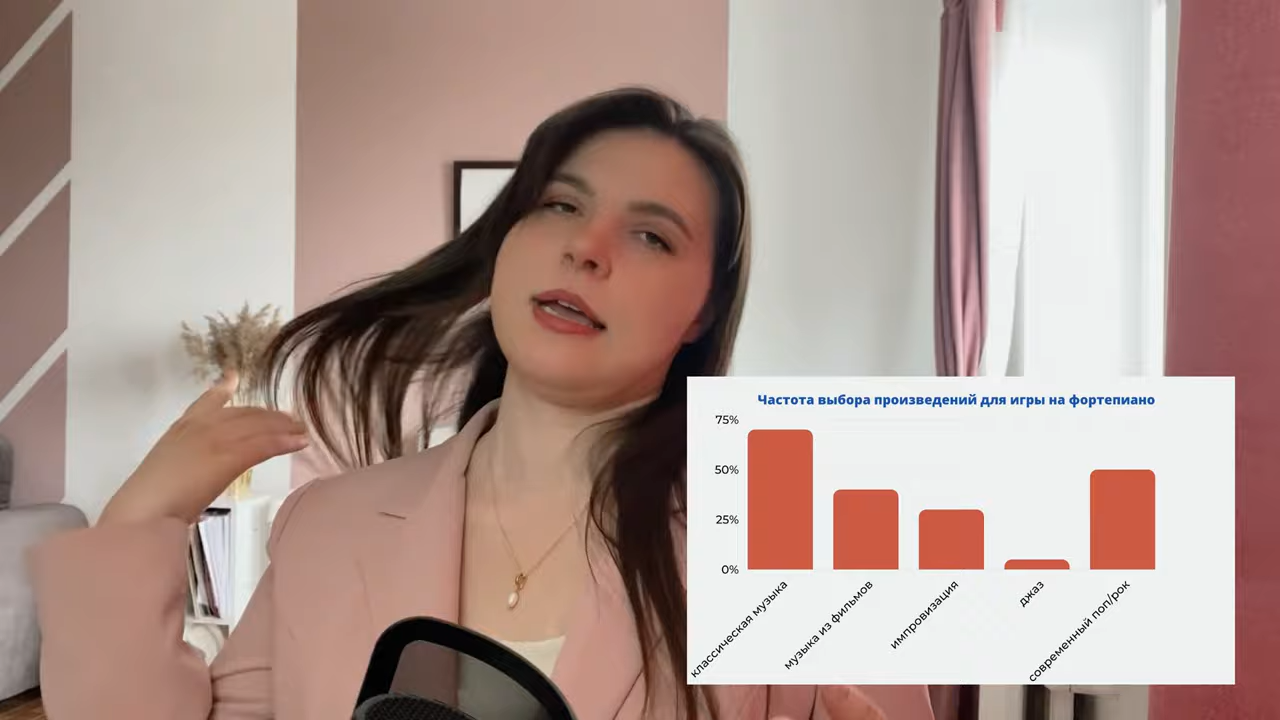 Частота выбора произведений для игры на фортепиано
75%
50%
25%
0%
классическая музыка
музыка из фильмов
импровизация
джаз
современный поп/рок